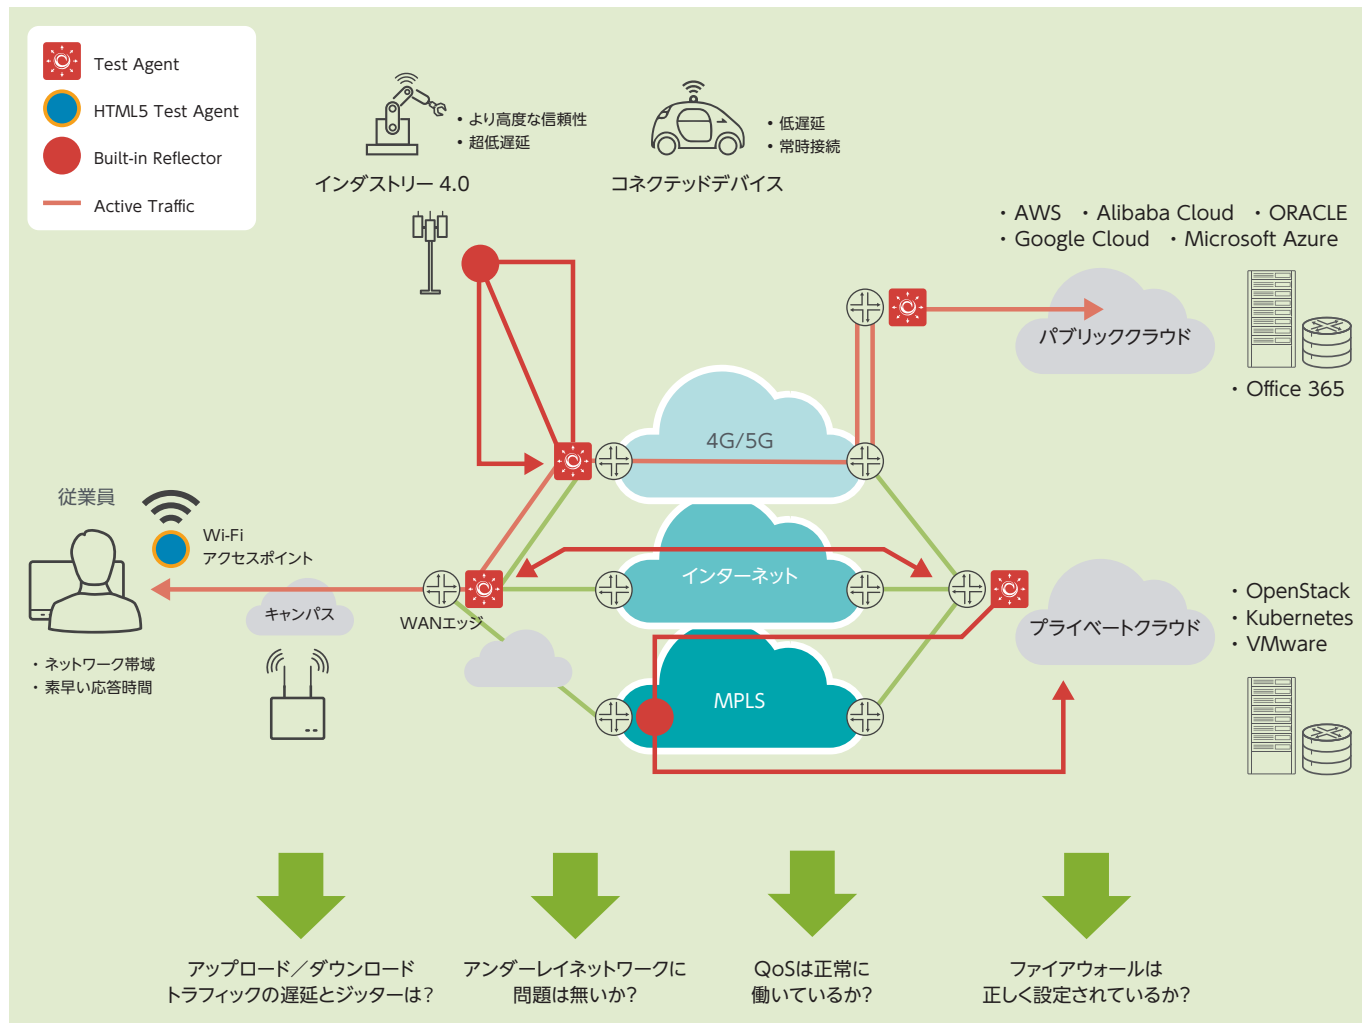 Test Agent
HTML5 Test Agent
Built-in Reflector
Active Traffic
・より高度な信頼性
・超低遅延
インダストリー 4.0
・低遅延
・常時接続
コネクテッドデバイス
・AWS ・Alibaba Cloud ・ORACLE
・Google Cloud ・Microsoft Azure
パブリッククラウド
・Office 365
4G/5G
従業員
Wi-Fi
アクセスポイント
インターネット
キャンパス
WANエッジ
プライベートクラウド
・OpenStack
・Kubernetes
・VMware
・ネットワーク帯域
・素早い応答時間
MPLS
アップロード／ダウンロード
トラフィックの遅延とジッターは？
アンダーレイネットワークに
問題は無いか？
QoSは正常に
働いているか？
ファイアウォールは
正しく設定されているか？